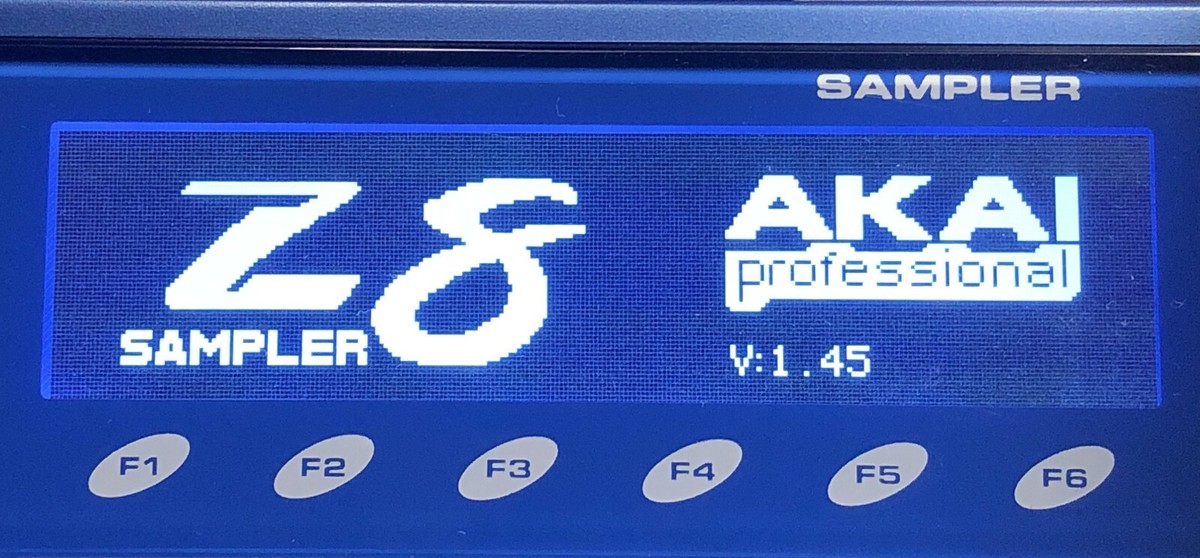 SAMPLER
Z8
SAMPLER
AKAI
professional
V:1.45
F1 F2 F3 F4 F5 F6